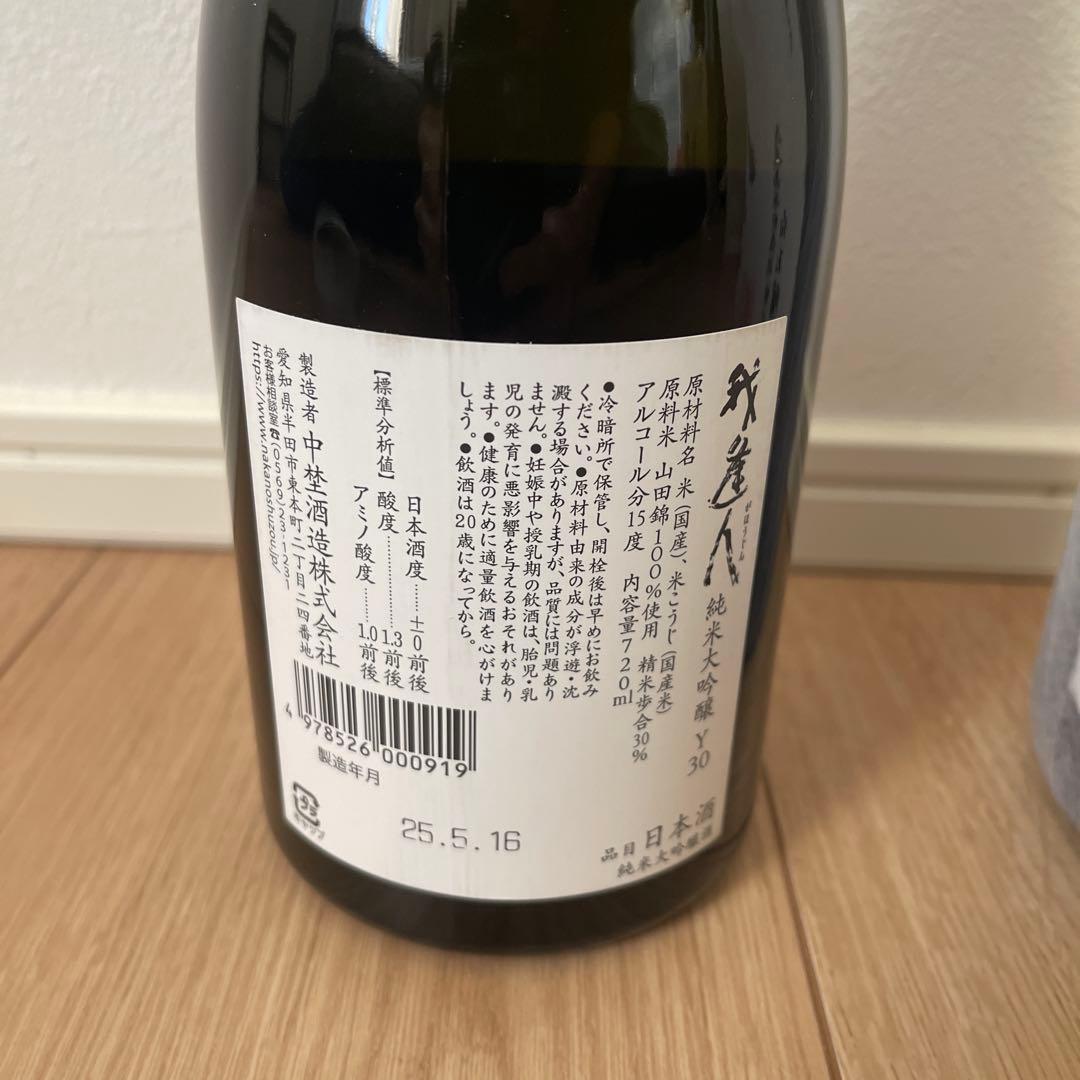 我逢人 純米大吟醸 Y30
がほうじん
原材料名 米(国産)、米こうじ(国産米)
原料米 山田錦100%使用 精米歩合30%
アルコール分15度 内容量720ml
●冷暗所で保管し、開栓後は早めにお飲み
ください。●原材料由来の成分が浮遊・沈
澱する場合がありますが、品質には問題あり
ません。●妊娠中や授乳期の飲酒は、胎児・乳
児の発育に悪影響を与えるおそれがあり
ます。●健康のために適量飲酒を心がけま
しょう。●飲酒は20歳になってから。
【標準分析値】
日本酒度……±0前後
酸度……………1.3前後
アミノ酸度………1.0前後
製造者 中埜酒造株式会社
愛知県半田市東本町二丁目二四番地
お客様相談室☎(0569)23-1231
https://www.nakanoshuzou.jp/
4 978526 000919
製造年月
25.5.16
品目 日本酒
純米大吟醸酒